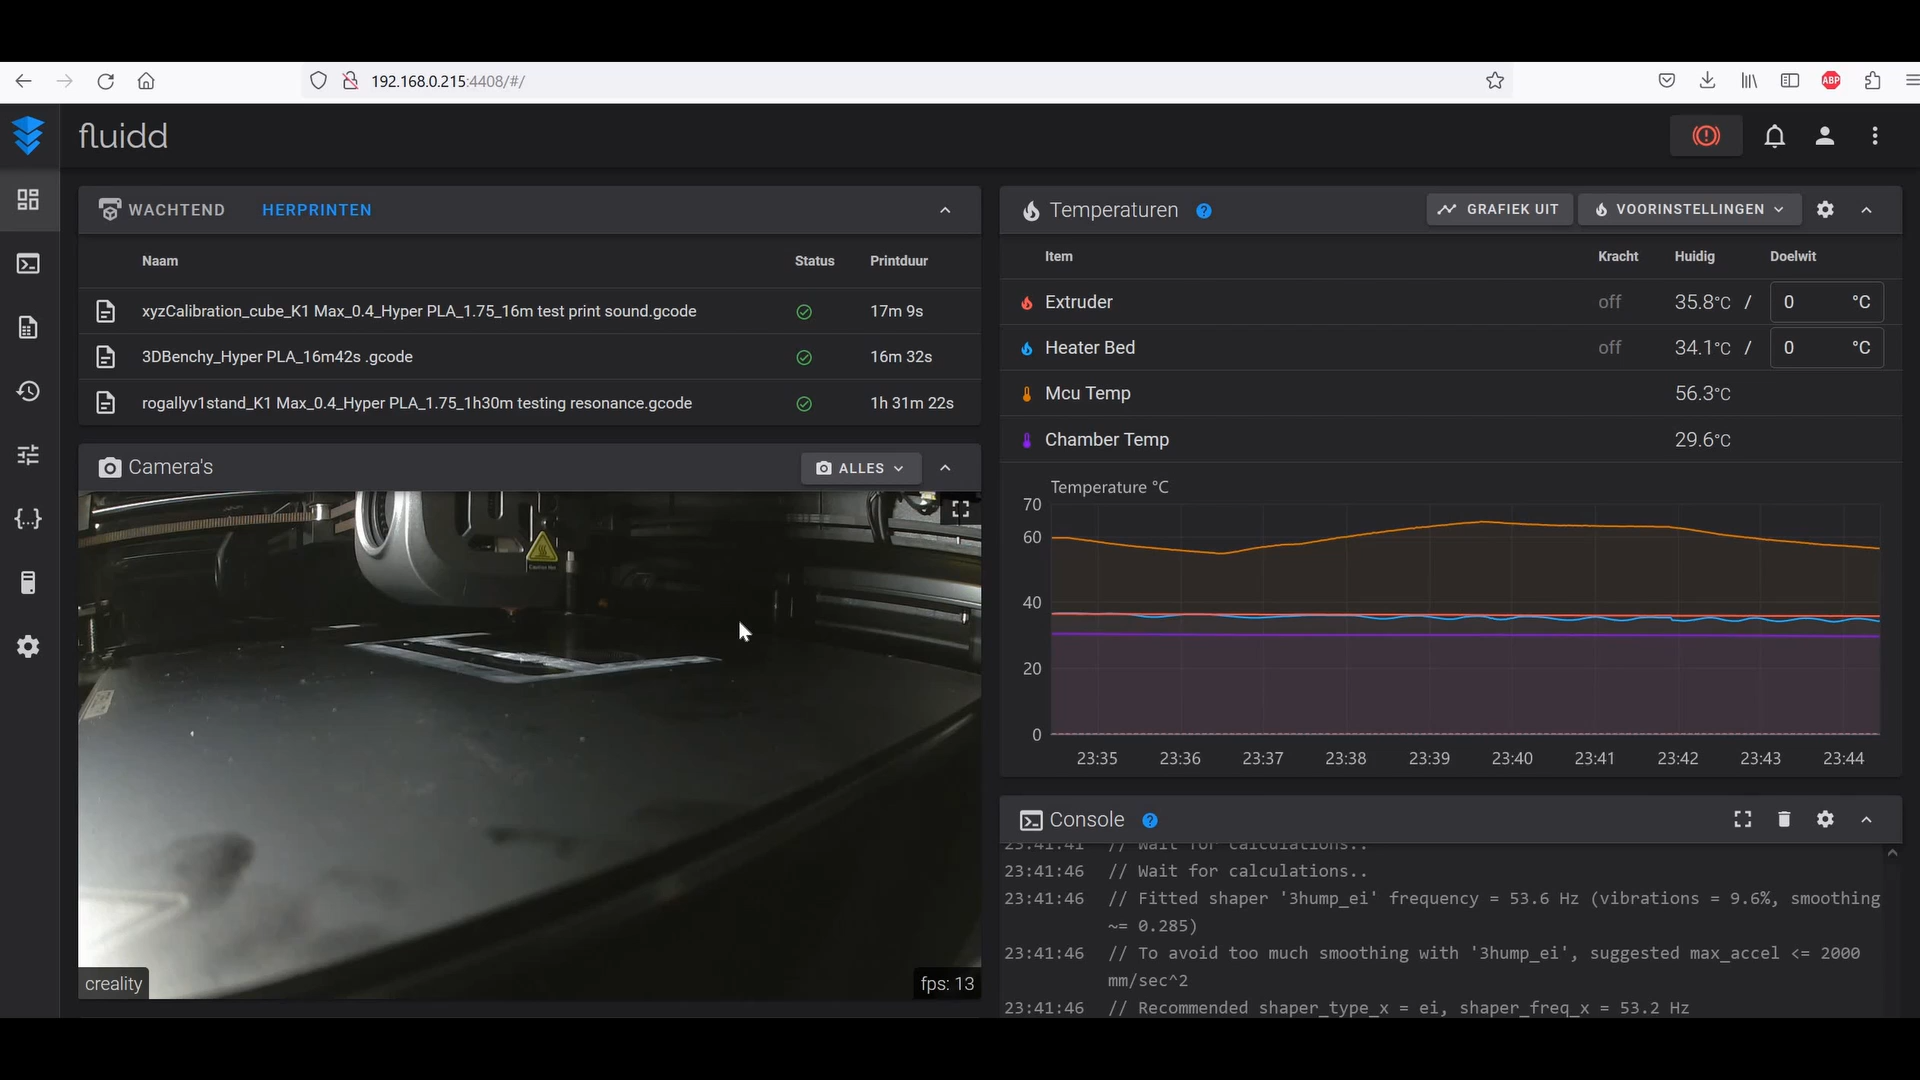 192.168.0.215:4408/#/
ABP
fluidd
WACHTEND HERPRINTEN
Naam Status Printduur
xyzCalibration_cube_K1 Max_0.4_Hyper PLA_1.75_16m test print sound.gcode 17m 9s
3DBenchy_Hyper PLA_16m42s .gcode 16m 32s
rogallyv1stand_K1 Max_0.4_Hyper PLA_1.75_1h30m testing resonance.gcode 1h 31m 22s
Camera's ALLES
creality fps: 13
Temperaturen GRAFIEK UIT VOORINSTELLINGEN
Item Kracht Huidig Doelwit
Extruder off 35.8°C / 0 °C
Heater Bed off 34.1°C / 0 °C
Mcu Temp 56.3°C
Chamber Temp 29.6°C
Temperature °C
70
60
40
20
0
23:35 23:36 23:37 23:38 23:39 23:40 23:41 23:42 23:43 23:44
Console
23:41:41 // Wait for calculations..
23:41:46 // Wait for calculations..
23:41:46 // Fitted shaper '3hump_ei' frequency = 53.6 Hz (vibrations = 9.6%, smoothing
~= 0.285)
23:41:46 // To avoid too much smoothing with '3hump_ei', suggested max_accel <= 2000
mm/sec^2
23:41:46 // Recommended shaper_type_x = ei, shaper_freq_x = 53.2 Hz